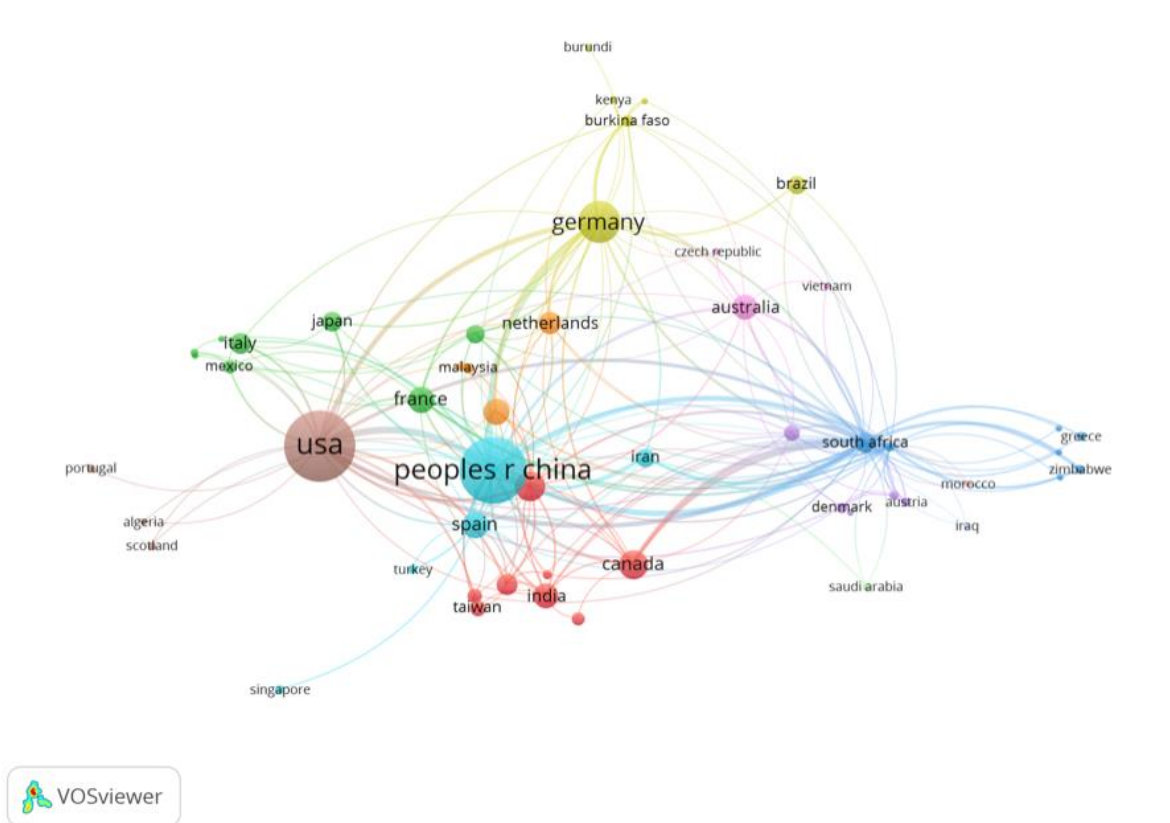 burundi
kenya
burkina faso
brazil
germany
czech republic
vietnam
australia
japan
netherlands
italy
mexico
malaysia
france
usa
south africa
greece
peoples r china
iran
portugal
zimbabwe
morocco
denmark
austria
algeria
spain
iraq
scotland
canada
turkey
saudi arabia
india
taiwan
singapore
VOSviewer